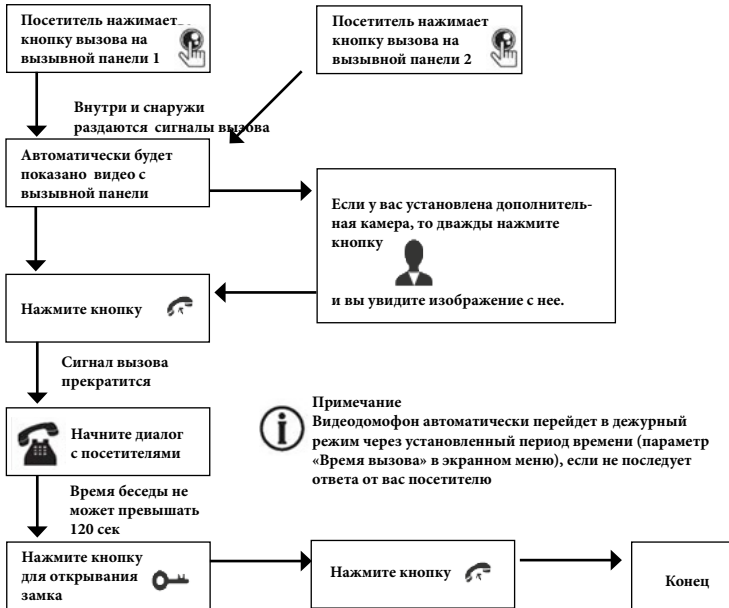 Посетитель нажимает
кнопку вызова на
вызывной панели 1
Посетитель нажимает
кнопку вызова на
вызывной панели 2
Внутри и снаружи
раздаются сигналы вызова
Автоматически будет
показано видео с
вызывной панели
Если у вас установлена дополнитель-
ная камера, то дважды нажмите
кнопку
и вы увидите изображение с нее.
Нажмите кнопку
Сигнал вызова
прекратится
Начните диалог
с посетителями
Примечание
Видеодомофон автоматически перейдет в дежурный
режим через установленный период времени (параметр
«Время вызова» в экранном меню), если не последует
ответа от вас посетителю
Время беседы не
может превышать
120 сек
Нажмите кнопку
для открывания
замка
Нажмите кнопку
Конец